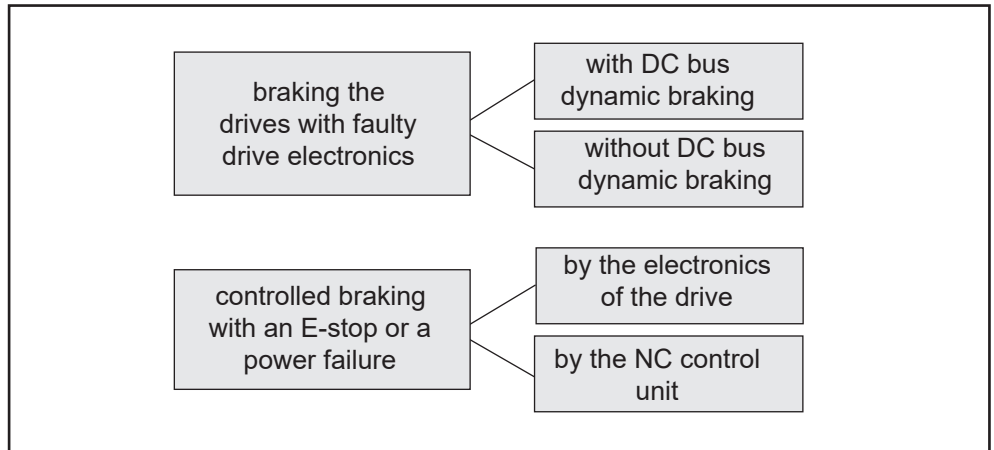 braking the
drives with faulty
drive electronics
with DC bus
dynamic braking
without DC bus
dynamic braking
controlled braking
with an E-stop or a
power failure
by the electronics
of the drive
by the NC control
unit